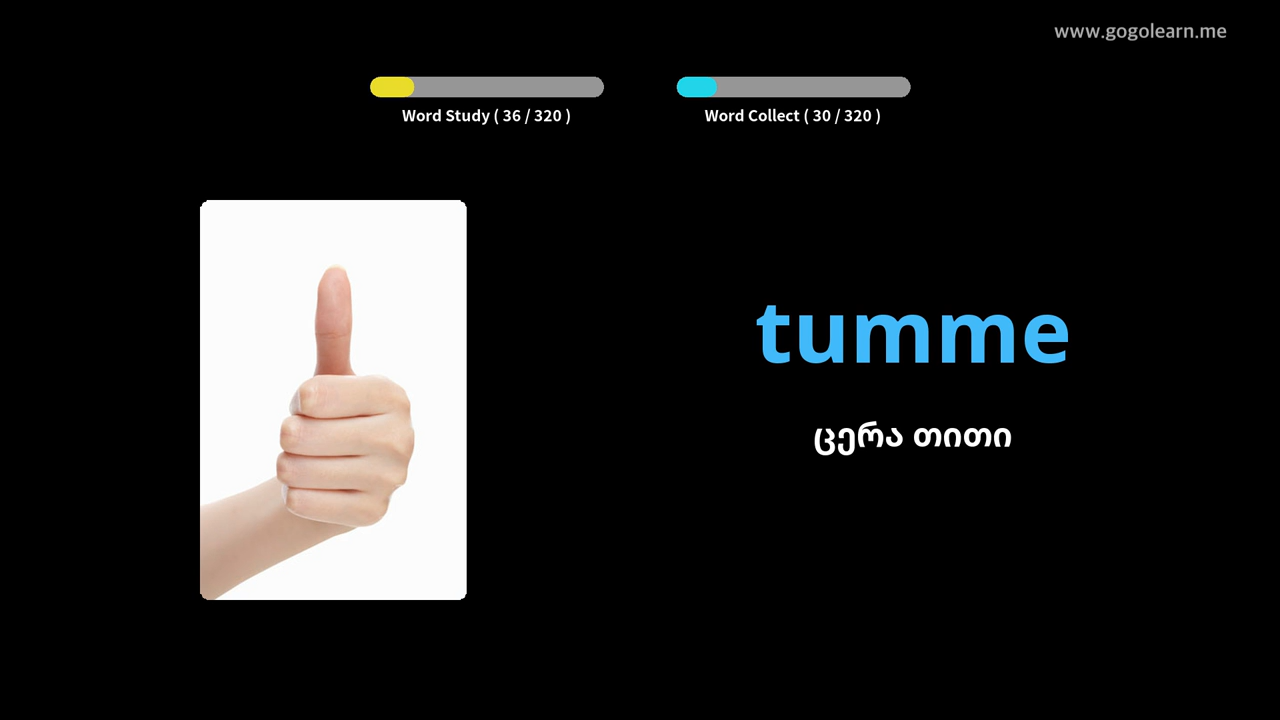 www.gogolearn.me
Word Study ( 36 / 320 )
Word Collect ( 30 / 320 )
tumme
ცერა თითი